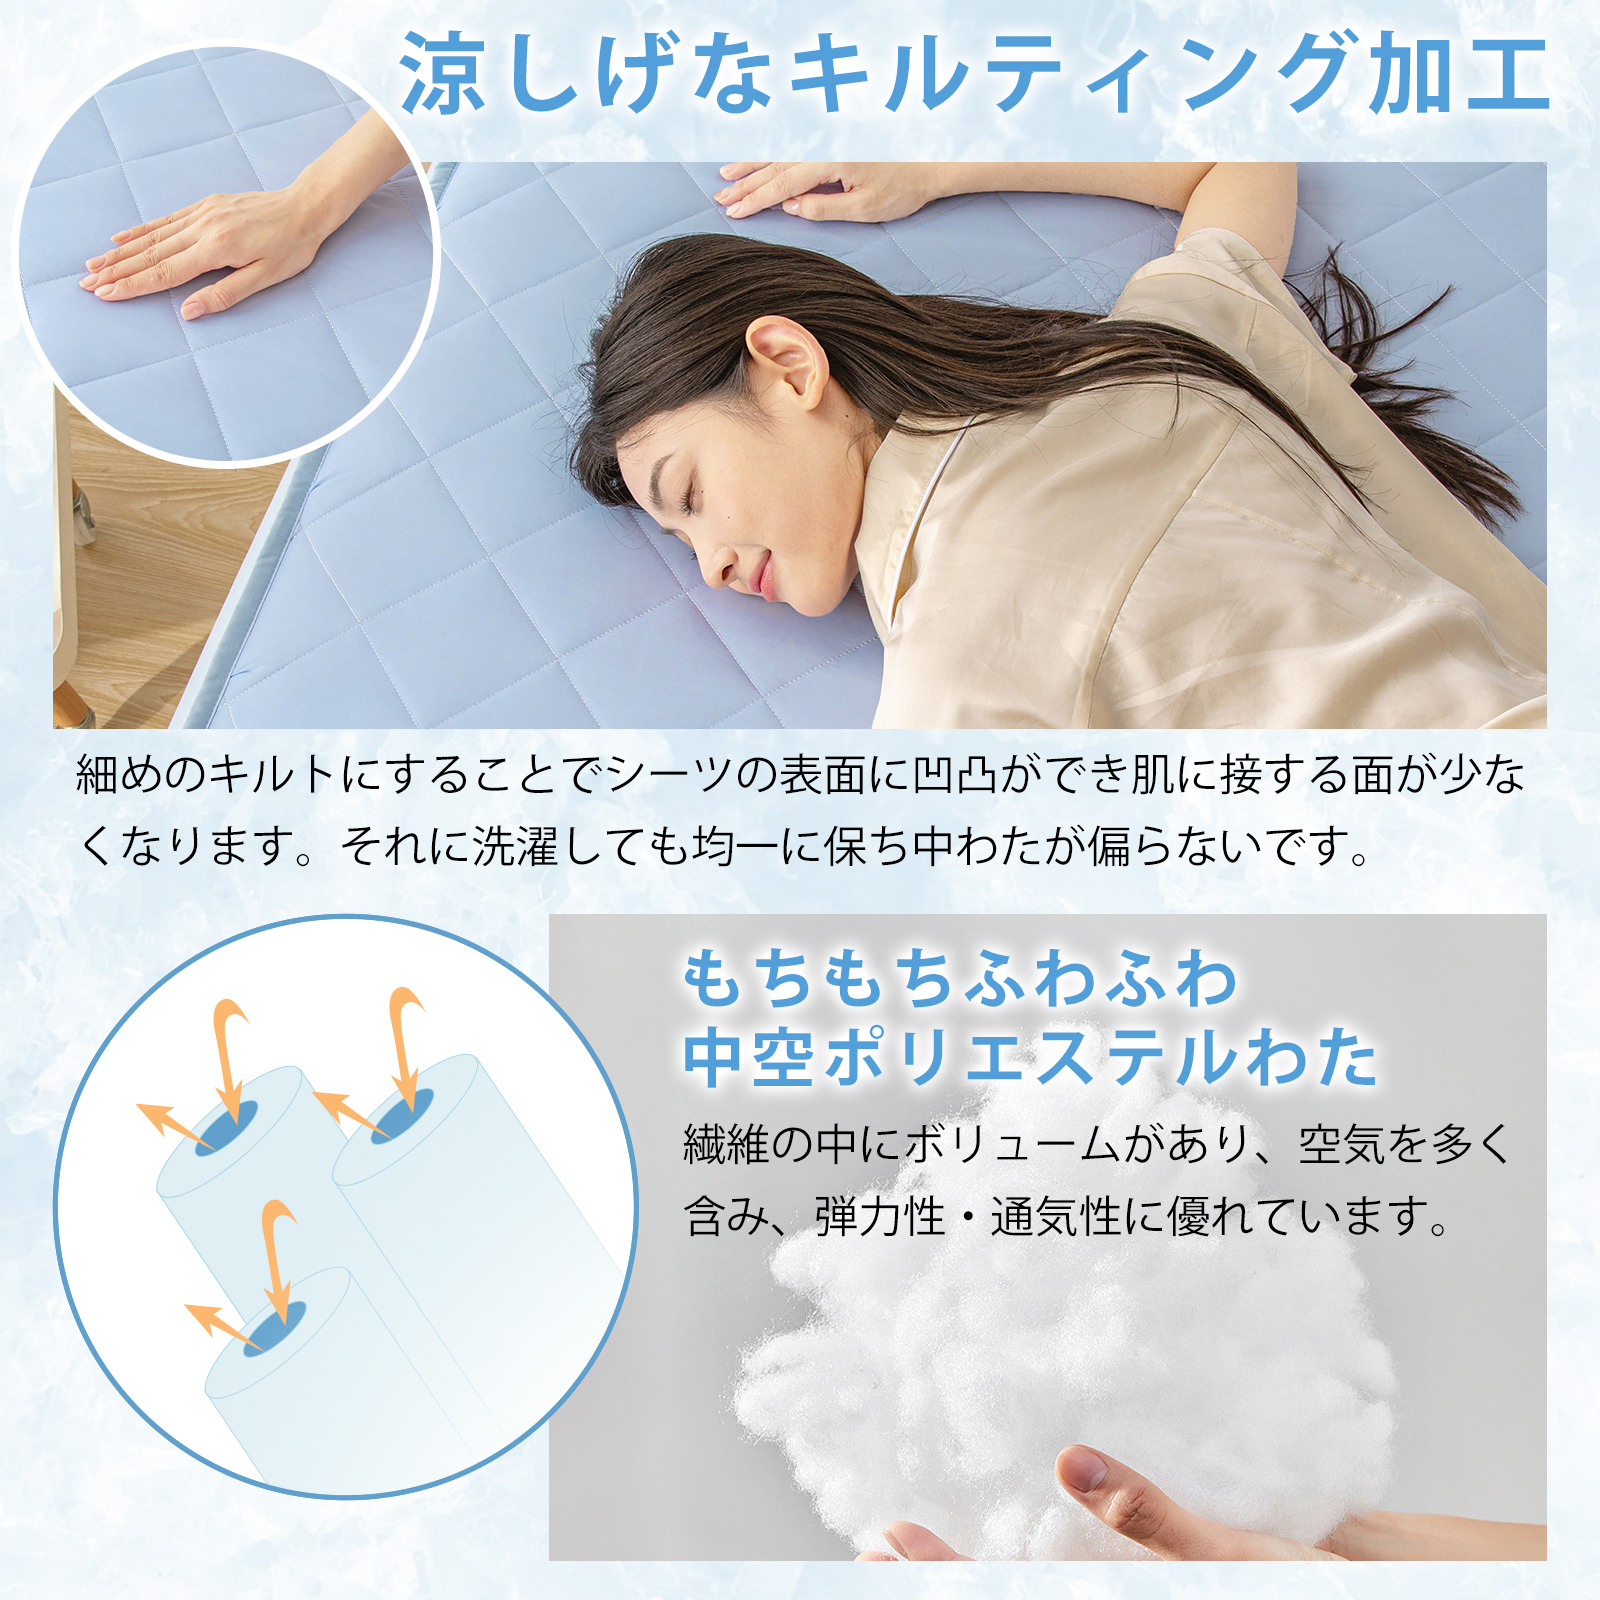 涼しげなキルティング加工
細めのキルトにすることでシーツの表面に凹凸ができ肌に接する面が少な
くなります。それに洗濯しても均一に保ち中わたが偏らないです。
もちもちふわふわ
中空ポリエステルわた
繊維の中にボリュームがあり、空気を多く
含み、弾力性・通気性に優れています。